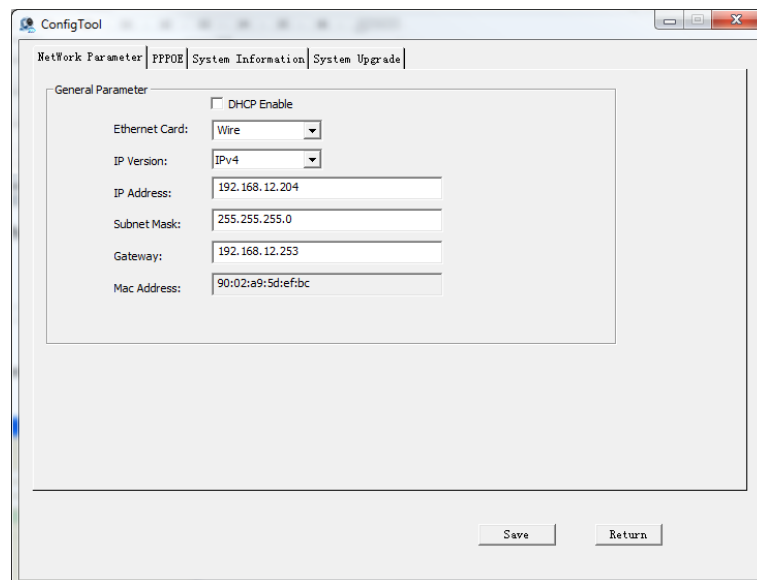 ConfigTool
NetWork Parameter PPPOE System Information System Upgrade
General Parameter
DHCP Enable
Ethernet Card: Wire
IP Version: IPv4
IP Address: 192.168.12.204
Subnet Mask: 255.255.255.0
Gateway: 192.168.12.253
Mac Address: 90:02:a9:5d:ef:bc
Save Return